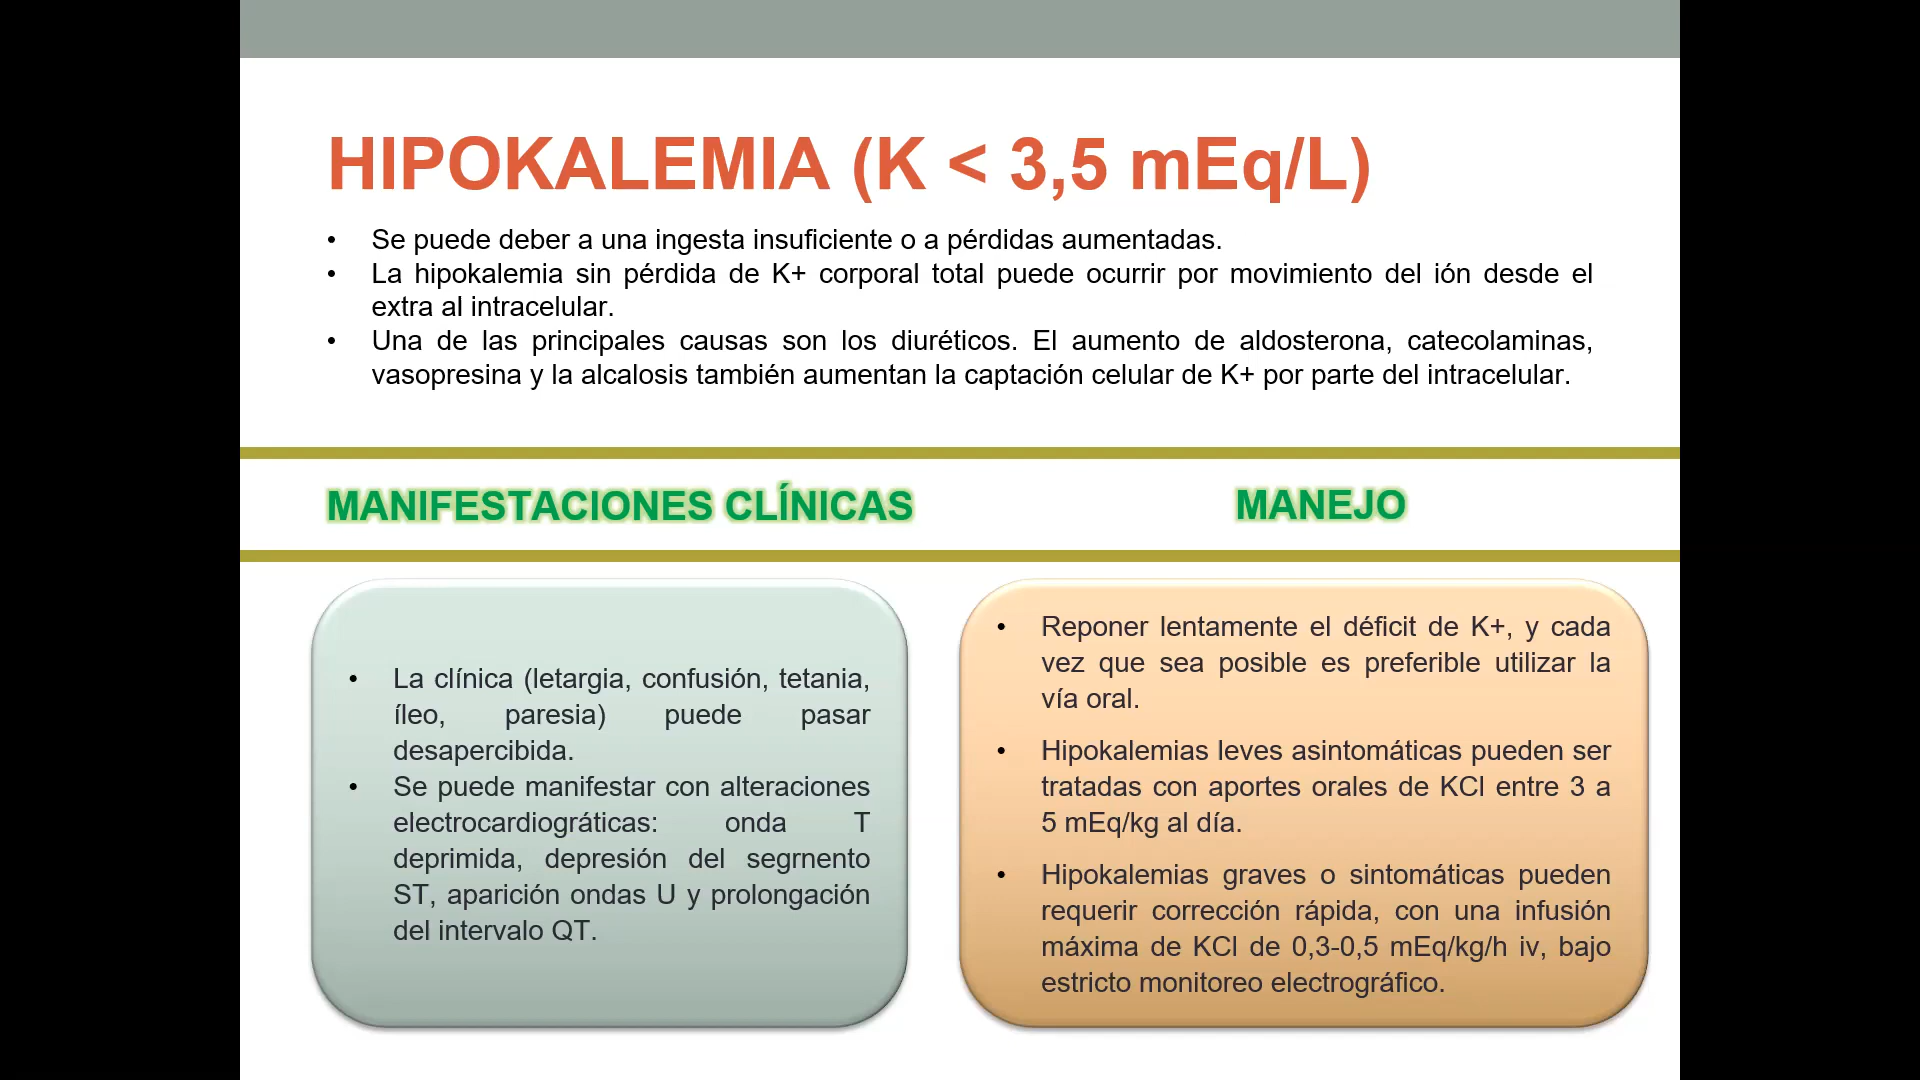 HIPOKALEMIA (K < 3,5 mEq/L)
• Se puede deber a una ingesta insuficiente o a pérdidas aumentadas.
• La hipokalemia sin pérdida de K+ corporal total puede ocurrir por movimiento del ión desde el
extra al intracelular.
• Una de las principales causas son los diuréticos. El aumento de aldosterona, catecolaminas,
vasopresina y la alcalosis también aumentan la captación celular de K+ por parte del intracelular.
MANIFESTACIONES CLÍNICAS
• La clínica (letargia, confusión, tetania,
íleo, paresia) puede pasar
desapercibida.
• Se puede manifestar con alteraciones
electrocardiográticas: onda T
deprimida, depresión del segrnento
ST, aparición ondas U y prolongación
del intervalo QT.
MANEJO
• Reponer lentamente el déficit de K+, y cada
vez que sea posible es preferible utilizar la
vía oral.
• Hipokalemias leves asintomáticas pueden ser
tratadas con aportes orales de KCl entre 3 a
5 mEq/kg al día.
• Hipokalemias graves o sintomáticas pueden
requerir corrección rápida, con una infusión
máxima de KCl de 0,3-0,5 mEq/kg/h iv, bajo
estricto monitoreo electrográfico.